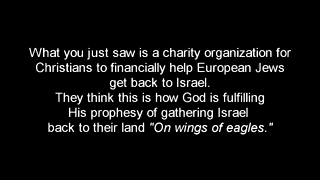 What you just saw is a charity organization for
Christians to financially help European Jews
get back to Israel.
They think this is how God is fulfilling
His prophesy of gathering Israel
back to their land "On wings of eagles."